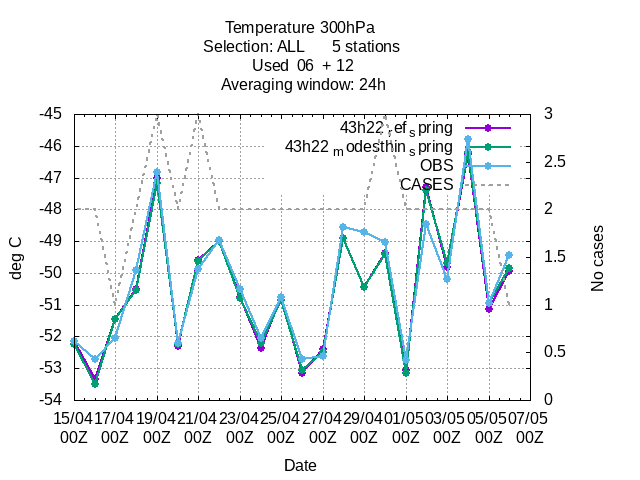 Temperature 300hPa
Selection: ALL 5 stations
Used 06 + 12
Averaging window: 24h
43h22 refspring
43h22 modesthinspring
OBS
CASES
-45
-46
-47
-48
-49
-50
-51
-52
-53
-54
deg C
3
2.5
2
1.5
1
0.5
0
No cases
15/04 17/04 19/04 21/04 23/04 25/04 27/04 29/04 01/05 03/05 05/05 07/05
00Z 00Z 00Z 00Z 00Z 00Z 00Z 00Z 00Z 00Z 00Z 00Z
Date